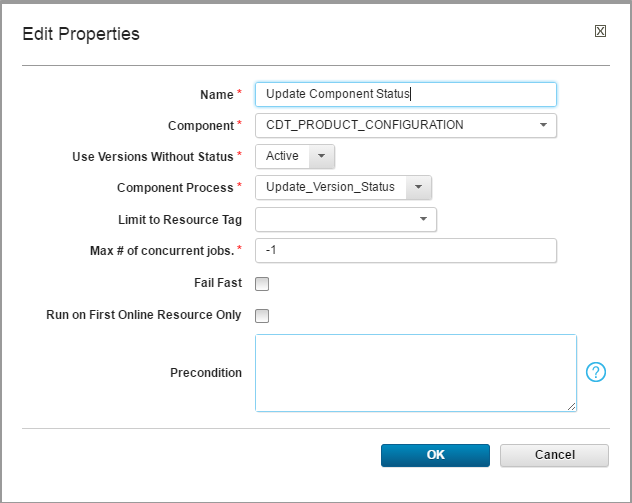 Edit Properties
X
Name * Update Component Status
Component * CDT_PRODUCT_CONFIGURATION
Use Versions Without Status * Active
Component Process * Update_Version_Status
Limit to Resource Tag
Max # of concurrent jobs. * -1
Fail Fast
Run on First Online Resource Only
Precondition ?
OK Cancel